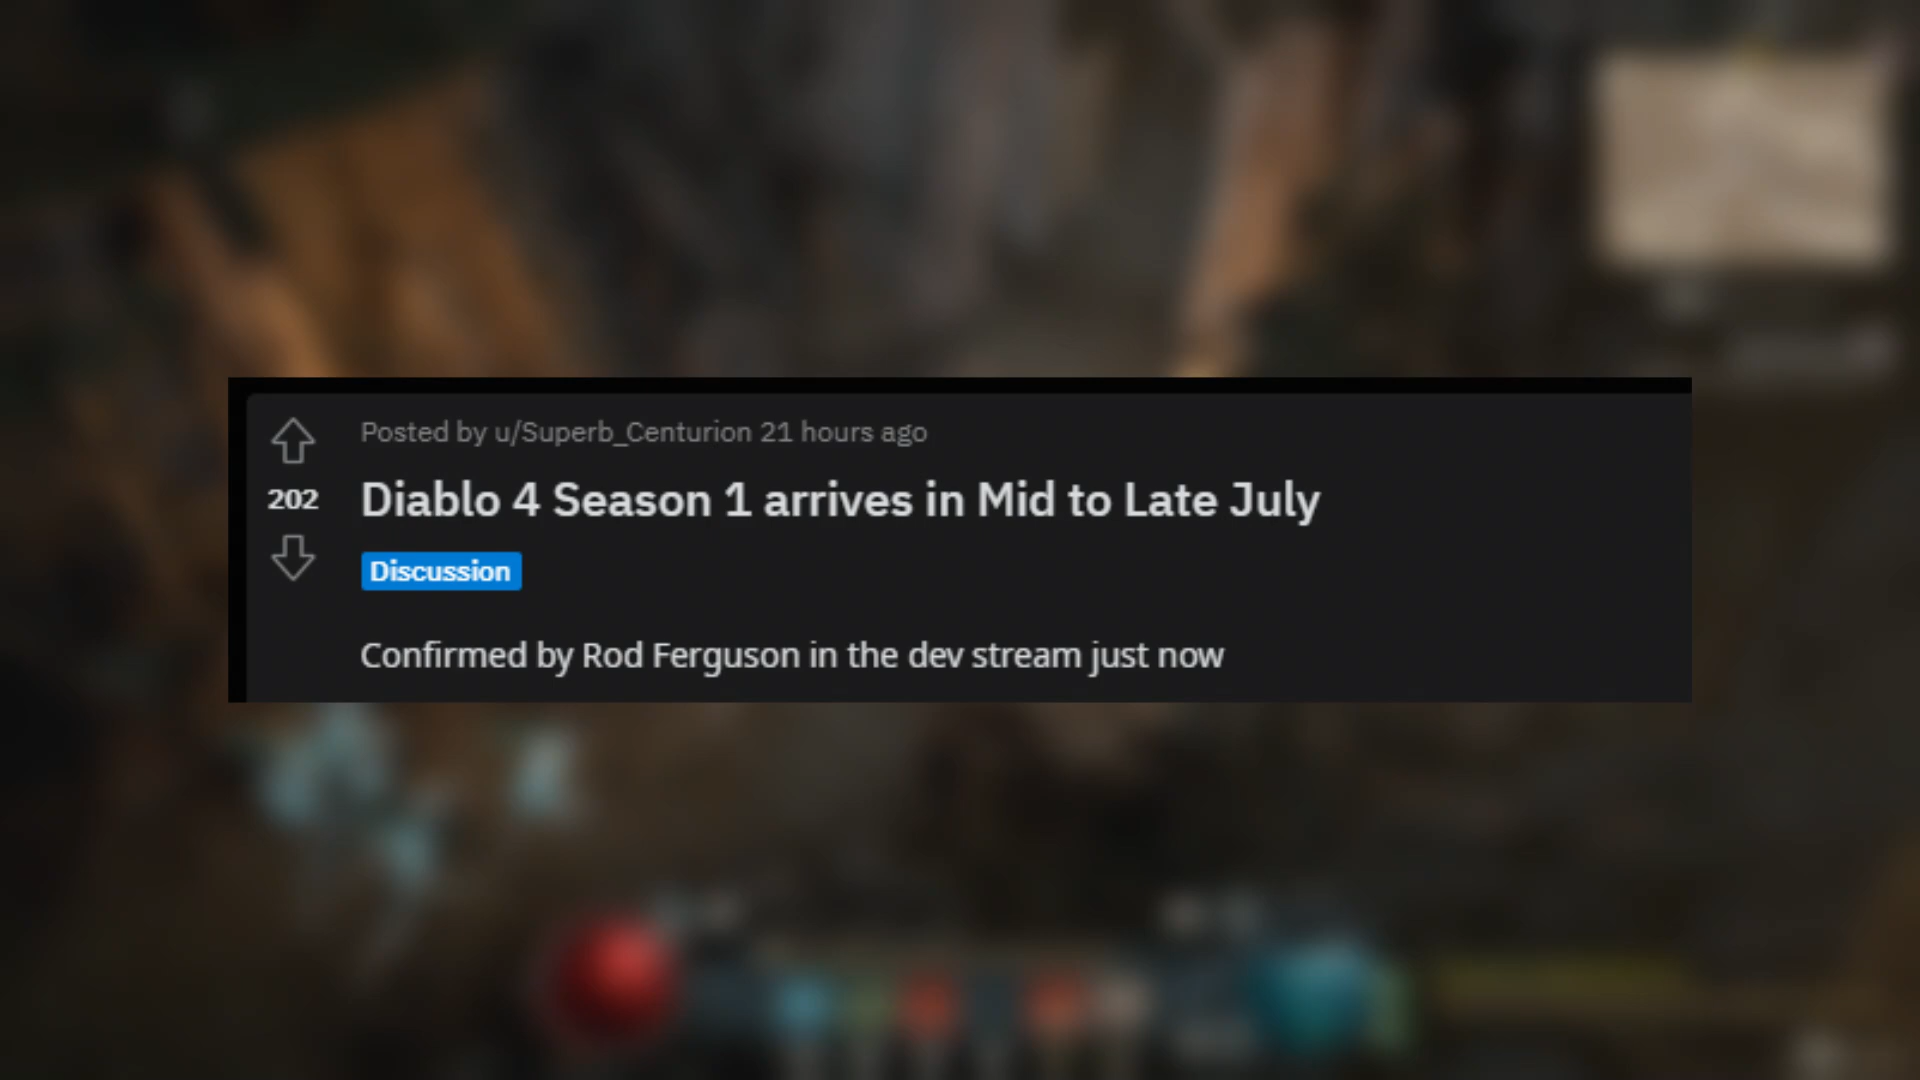 Posted by u/Superb_Centurion 21 hours ago
202
Diablo 4 Season 1 arrives in Mid to Late July
Discussion
Confirmed by Rod Ferguson in the dev stream just now